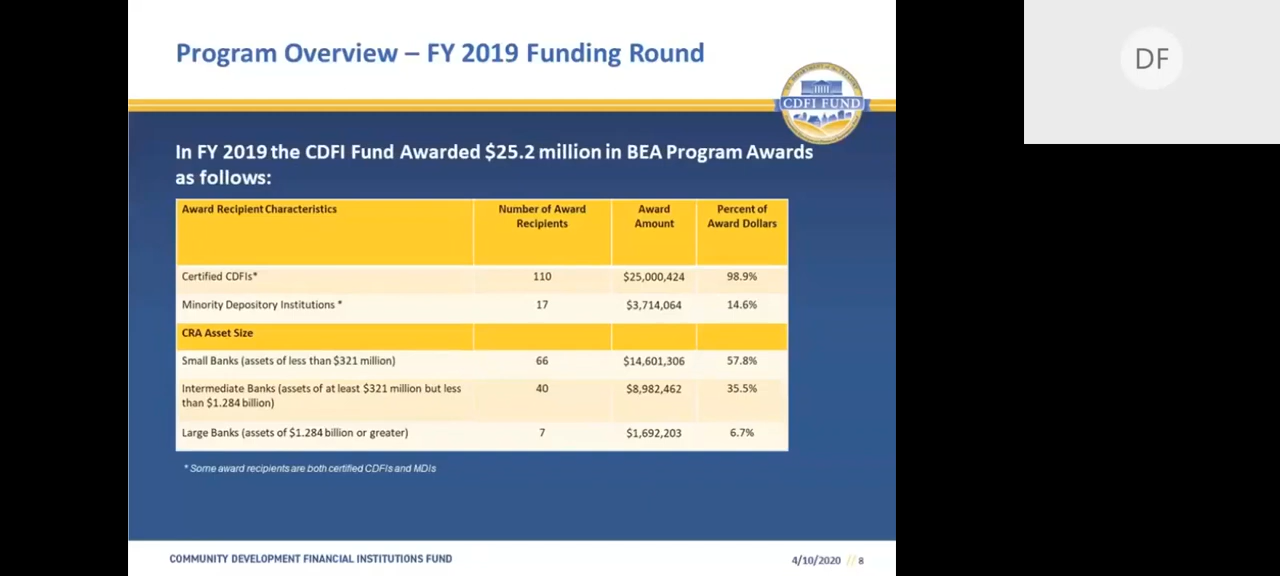 Program Overview – FY 2019 Funding Round
DF
CDFI FUND
In FY 2019 the CDFI Fund Awarded $25.2 million in BEA Program Awards
as follows:
Award Recipient Characteristics
Number of Award
Recipients
Award
Amount
Percent of
Award Dollars
Certified CDFIs* 110 $25,000,424 98.9%
Minority Depository Institutions * 17 $3,714,064 14.6%
CRA Asset Size
Small Banks (assets of less than $321 million) 66 $14,601,306 57.8%
Intermediate Banks (assets of at least $321 million but less
than $1.284 billion)
40 $8,982,462 35.5%
Large Banks (assets of $1.284 billion or greater) 7 $1,692,203 6.7%
* Some award recipients are both certified CDFIs and MDIs
COMMUNITY DEVELOPMENT FINANCIAL INSTITUTIONS FUND
4/10/2020 // 8